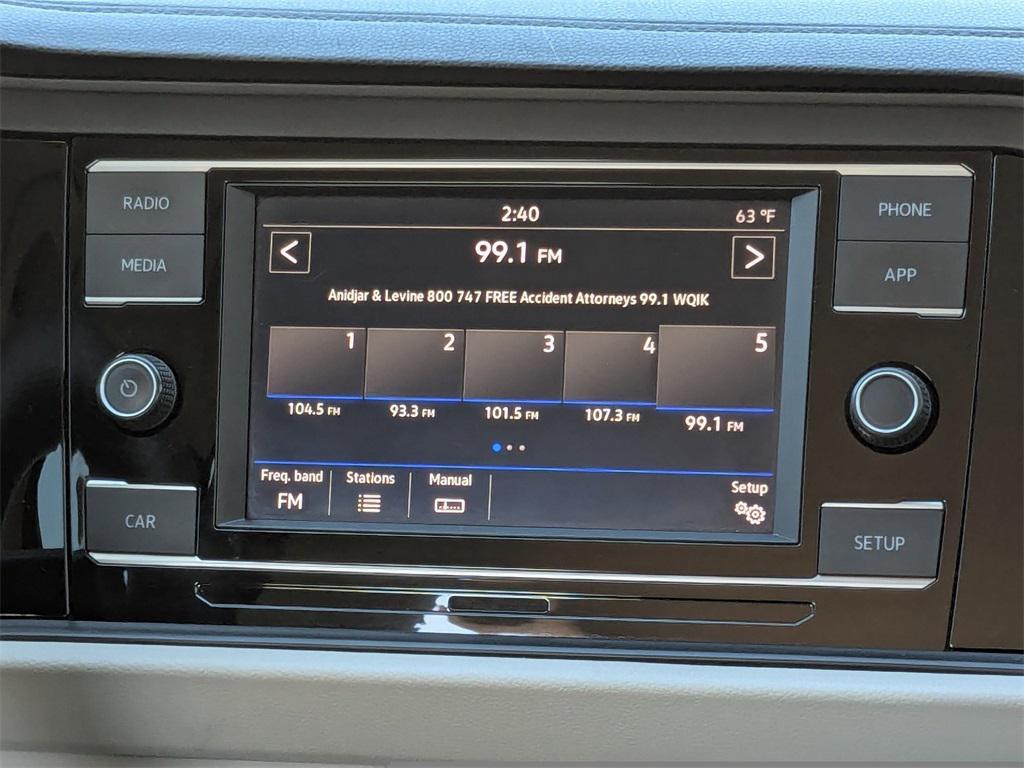 RADIO
MEDIA
CAR
2:40
63 °F
<
99.1 FM
>
Anidjar & Levine 800 747 FREE Accident Attorneys 99.1 WQIK
1 2 3 4 5
104.5 FM 93.3 FM 101.5 FM 107.3 FM 99.1 FM
Freq. band Stations Manual Setup
FM
PHONE
APP
SETUP